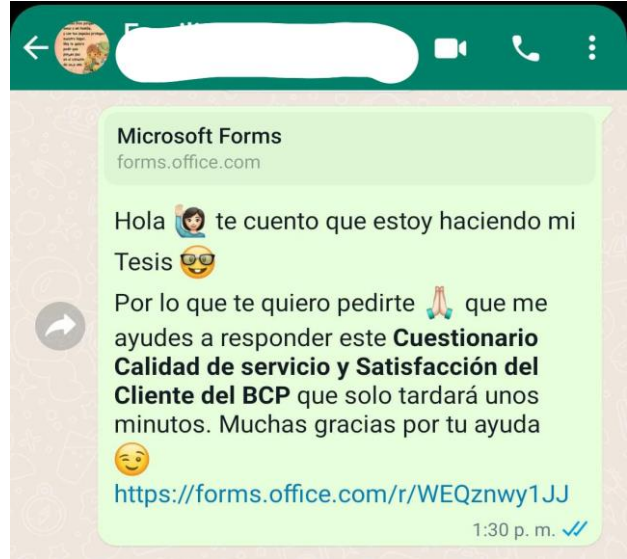 Microsoft Forms
forms.office.com
Hola 🙋🏻‍♀️ te cuento que estoy haciendo mi
Tesis 🤓
Por lo que te quiero pedirte 🙏🏻 que me
ayudes a responder este Cuestionario
Calidad de servicio y Satisfacción del
Cliente del BCP que solo tardará unos
minutos. Muchas gracias por tu ayuda
😉
https://forms.office.com/r/WEQznwy1JJ
1:30 p. m.